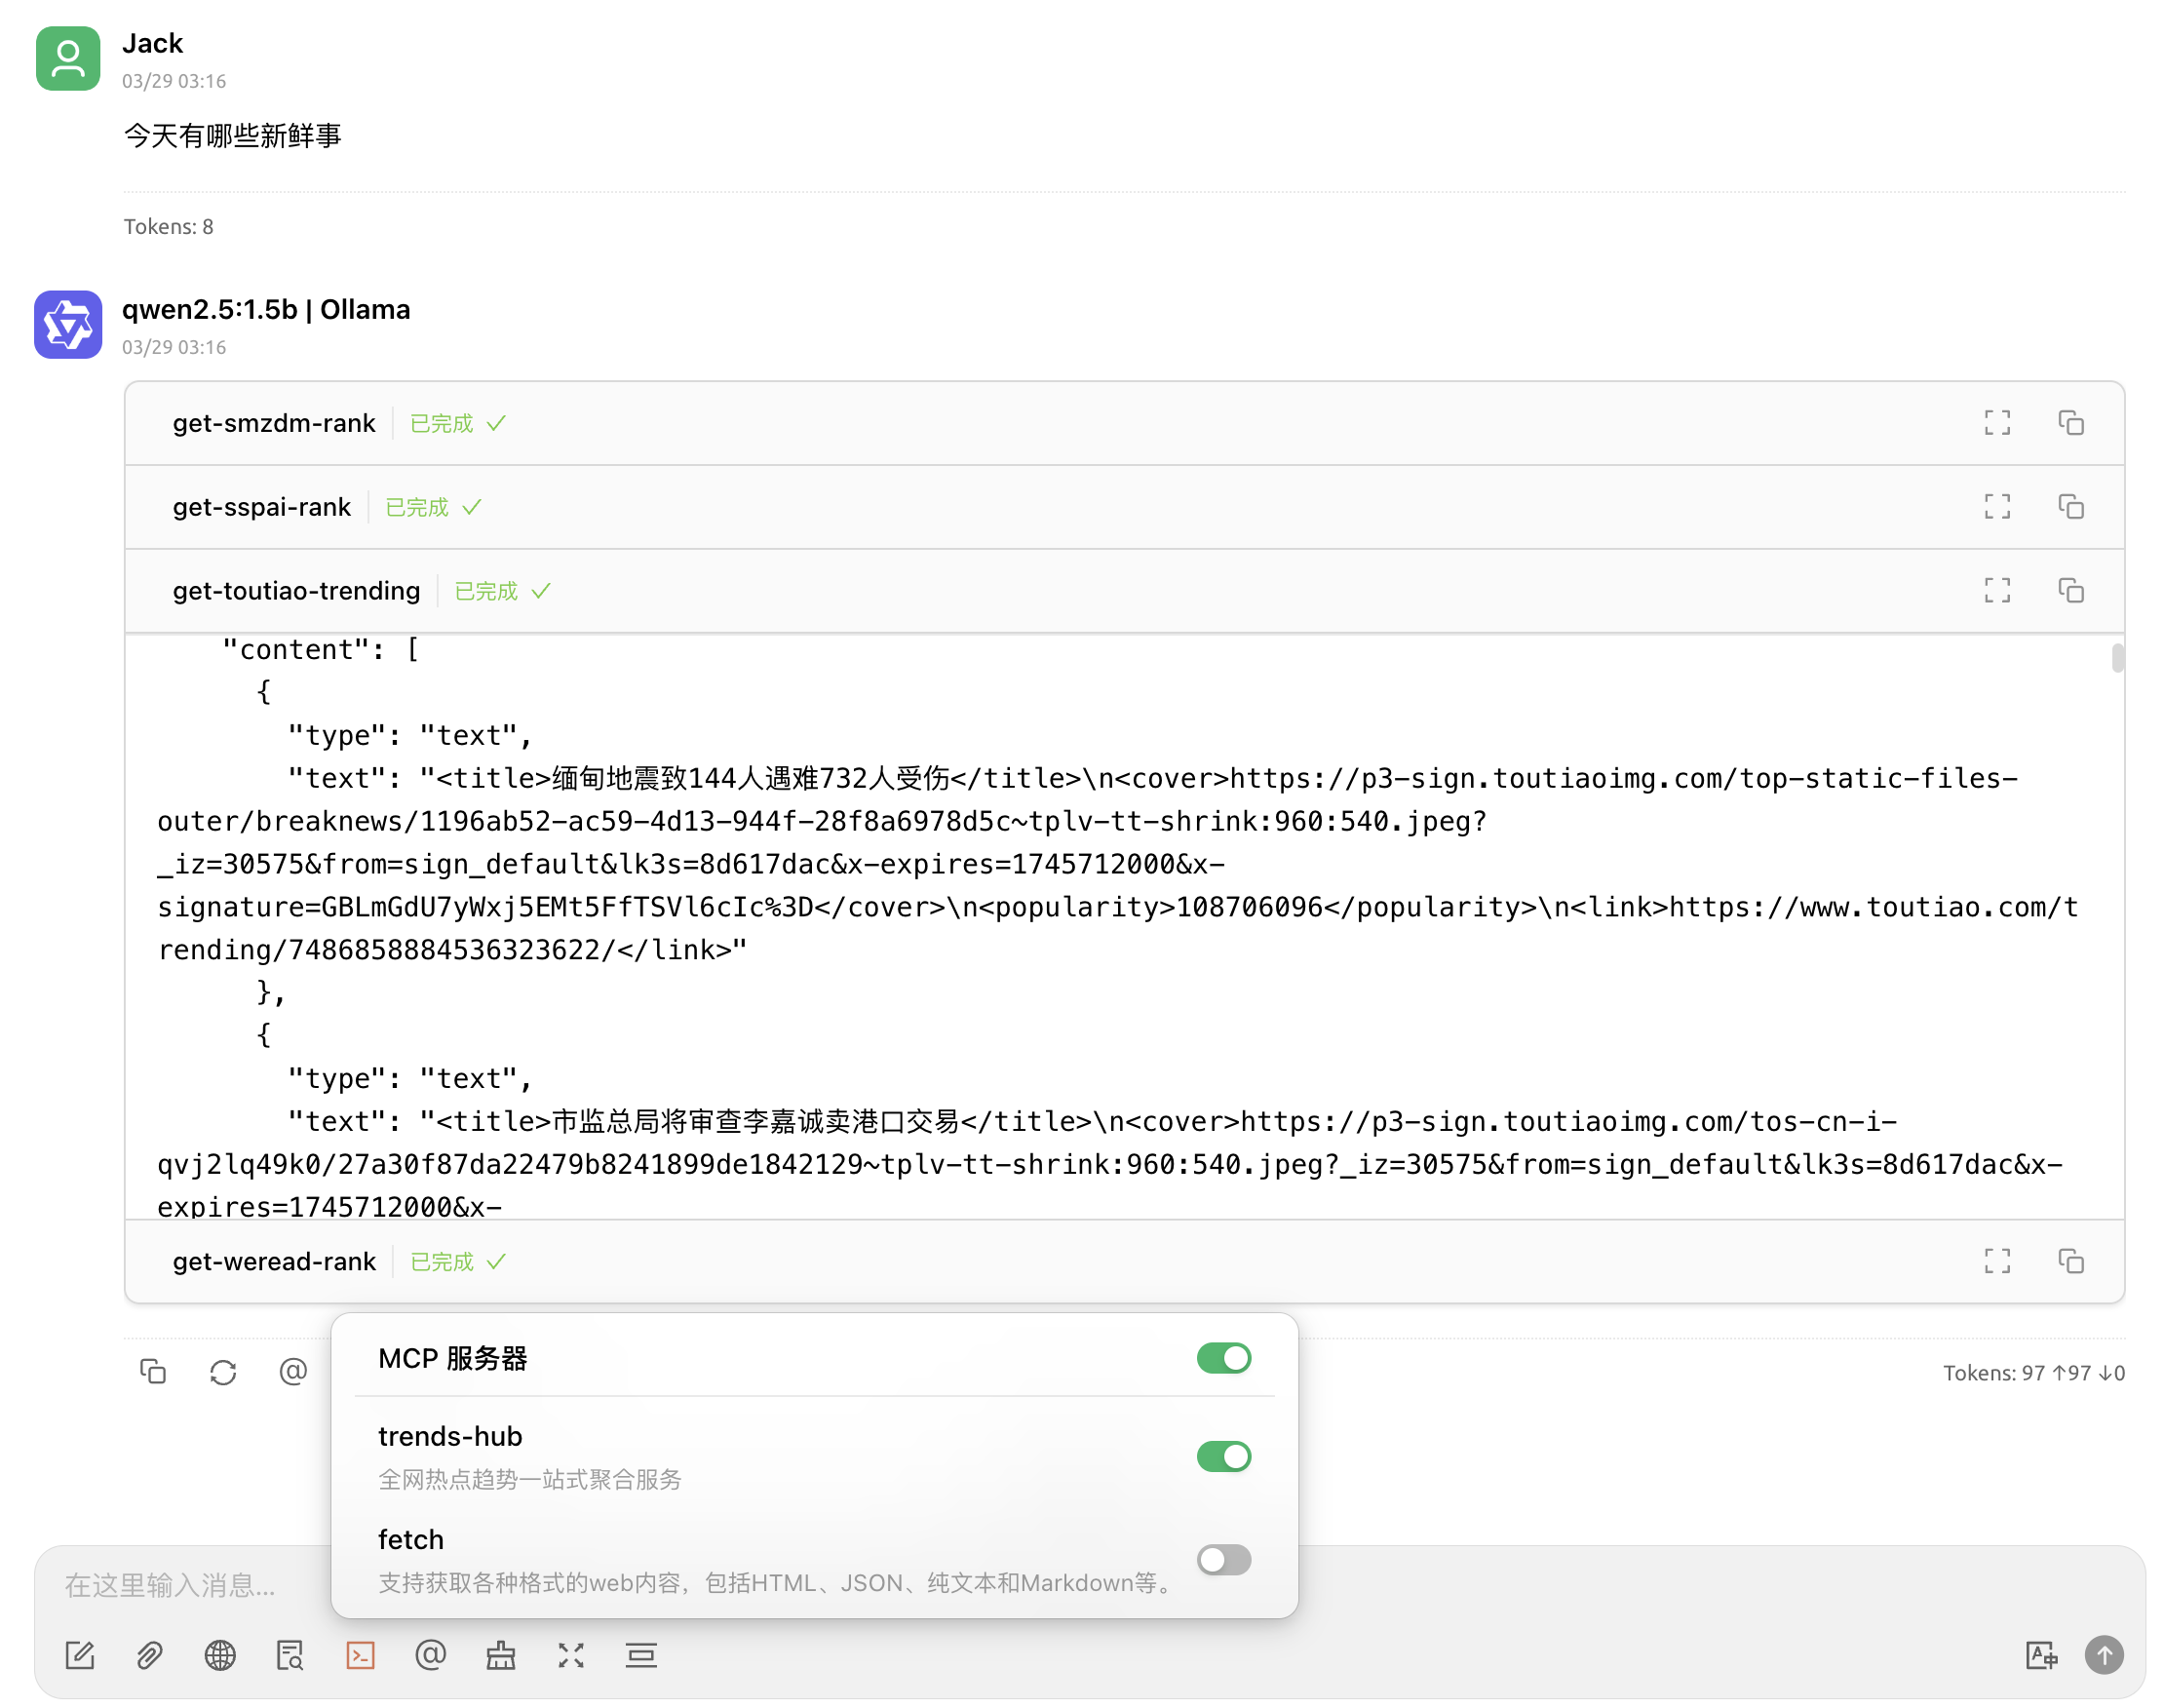 Jack
03/29 03:16
今天有哪些新鲜事
Tokens: 8
qwen2.5:1.5b | Ollama
03/29 03:16
get-smzdm-rank 已完成
get-sspai-rank 已完成
get-toutiao-trending 已完成
"content": [
{
"type": "text",
"text": "<title>缅甸地震致144人遇难732人受伤</title>\n<cover>https://p3-sign.toutiaoimg.com/top-static-files-
outer/breaknews/1196ab52-ac59-4d13-944f-28f8a6978d5c~tplv-tt-shrink:960:540.jpeg?
_iz=30575&from=sign_default&lk3s=8d617dac&x-expires=1745712000&x-
signature=GBLmGdU7yWxj5EMt5FfTSVl6cIc%3D</cover>\n<popularity>108706096</popularity>\n<link>https://www.toutiao.com/t
rending/7486858884536323622/</link>"
},
{
"type": "text",
"text": "<title>市监总局将审查李嘉诚卖港口交易</title>\n<cover>https://p3-sign.toutiaoimg.com/tos-cn-i-
qvj2lq49k0/27a30f87da22479b8241899de1842129~tplv-tt-shrink:960:540.jpeg?_iz=30575&from=sign_default&lk3s=8d617dac&x-
expires=1745712000&x-
get-weread-rank 已完成
MCP 服务器
Tokens: 97 ↑97 ↓0
trends-hub
全网热点趋势一站式聚合服务
fetch
支持获取各种格式的web内容，包括HTML、JSON、纯文本和Markdown等。
在这里输入消息...